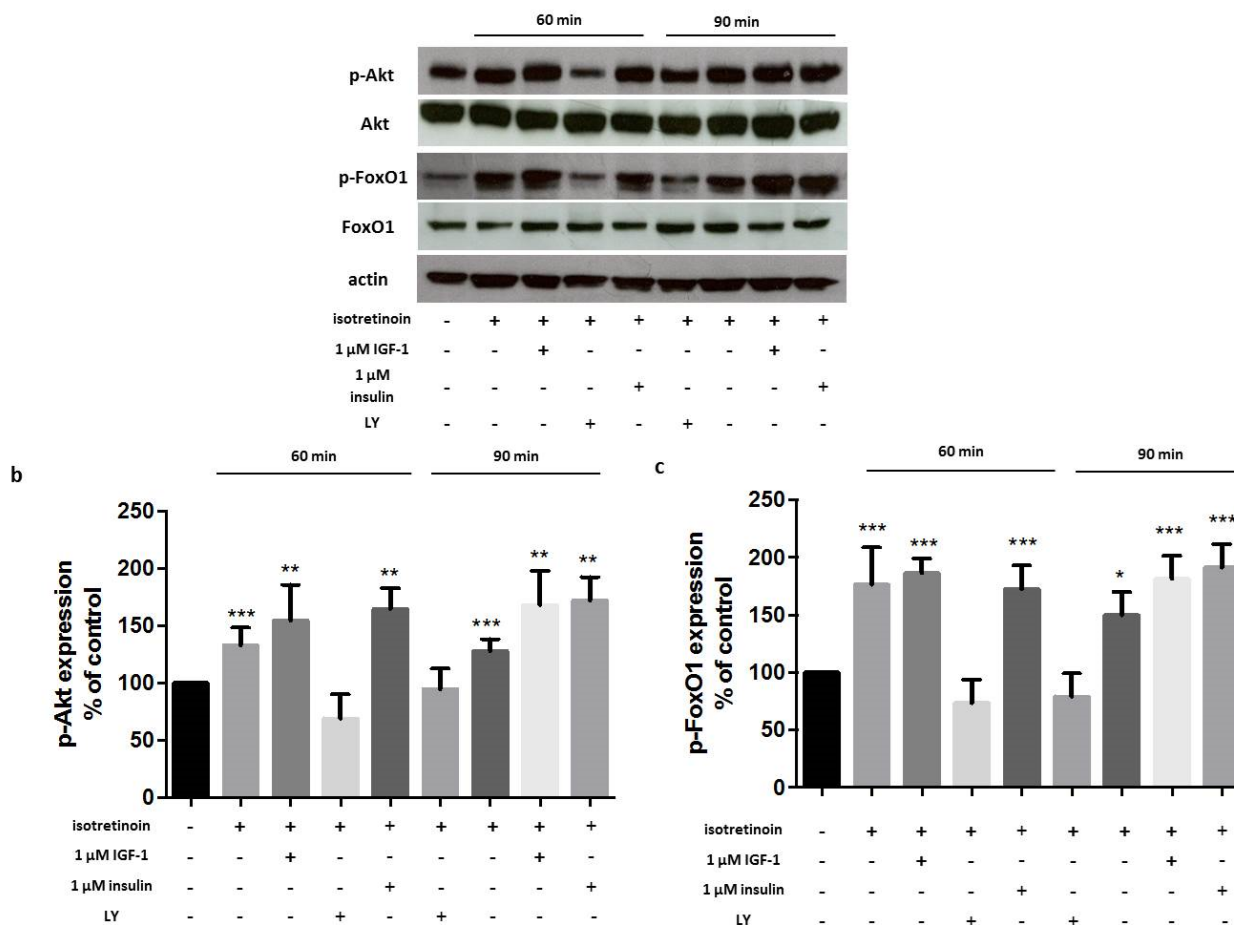 60 min 90 min
p-Akt
Akt
p-FoxO1
FoxO1
actin
isotretinoin - + + + + + + + +
1 µM IGF-1 - - + - - - - + -
1 µM
insulin - - - - + - - - +
LY - - - + - + - - -
b
60 min 90 min
p-Akt expression
% of control
250
200
150
100
50
0
*** ** ** *** ** **
isotretinoin - + + + + + + + +
1 µM IGF-1 - - + - - - - + -
1 µM insulin - - - - + - - - +
LY - - - + - + - - -
c
60 min 90 min
p-FoxO1 expression
% of control
250
200
150
100
50
0
*** *** *** * *** ***
isotretinoin - + + + + + + + +
1 µM IGF-1 - - + - - - - + -
1 µM insulin - - - - + - - - +
LY - - - + - + - - -